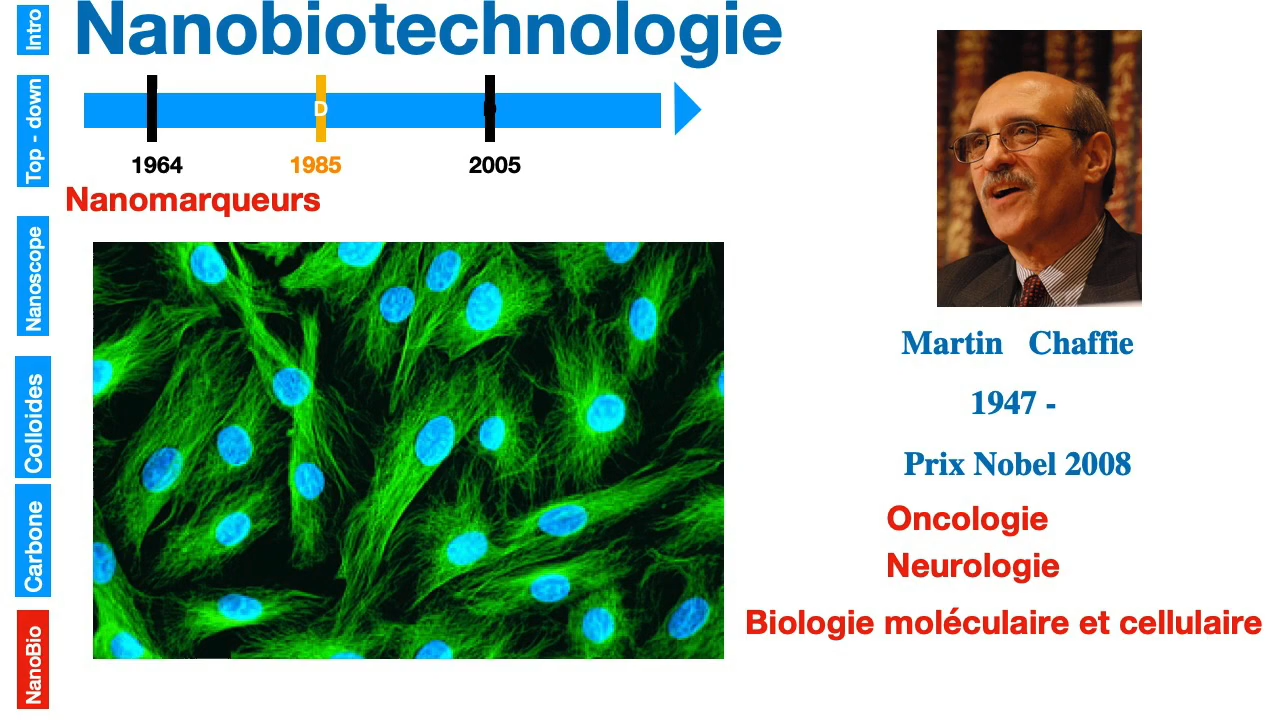 Nanobiotechnologie
Intro
Top - down
Nanoscope
Colloides
Carbone
NanoBio
D
1964
1985
2005
Nanomarqueurs
Martin Chaffie
1947 -
Prix Nobel 2008
Oncologie
Neurologie
Biologie moléculaire et cellulaire